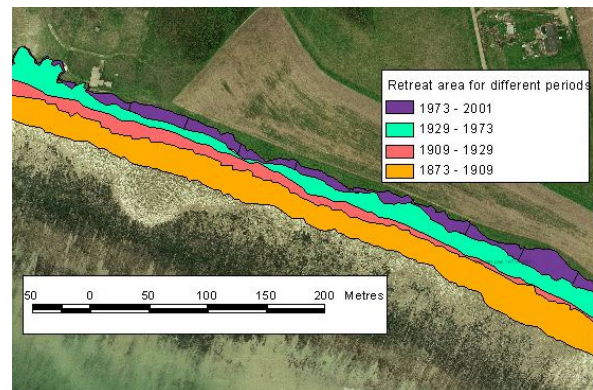 Retreat area for different periods
1973 - 2001
1929 - 1973
1909 - 1929
1873 - 1909
50 0 50 100 150 200 Metres